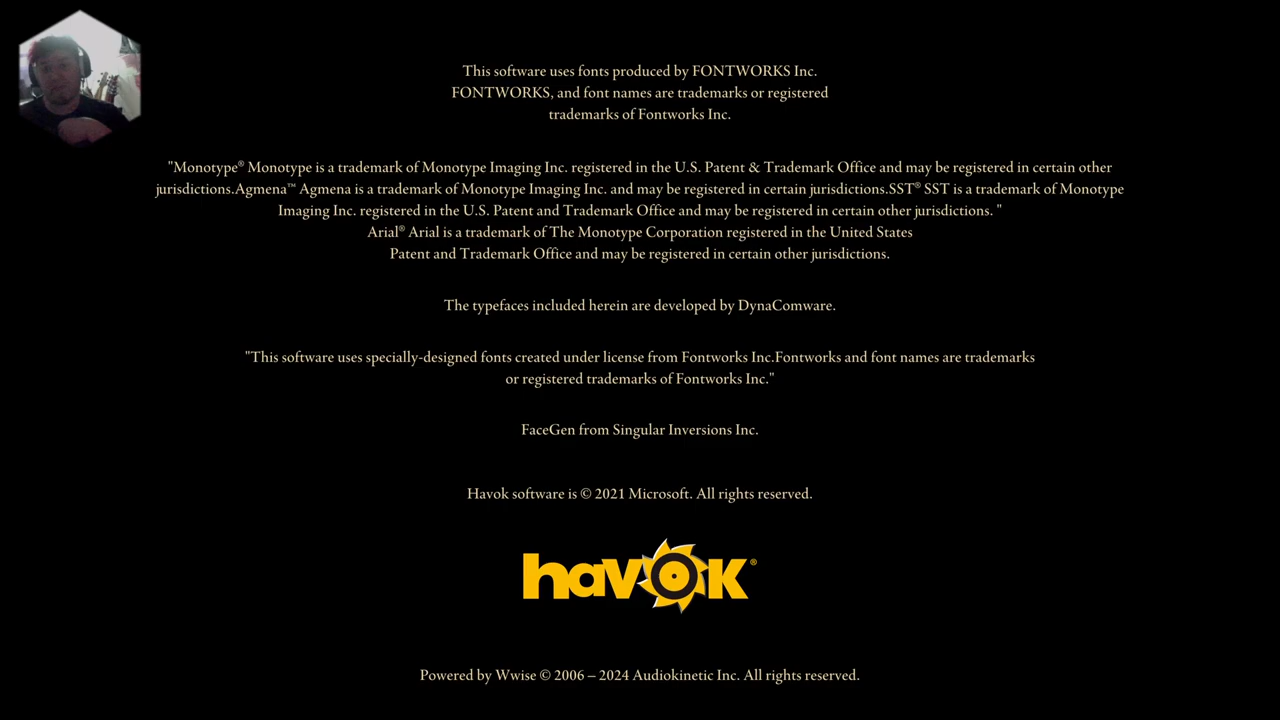 This software uses fonts produced by FONTWORKS Inc.
FONTWORKS, and font names are trademarks or registered
trademarks of Fontworks Inc.
"Monotype® Monotype is a trademark of Monotype Imaging Inc. registered in the U.S. Patent & Trademark Office and may be registered in certain other
jurisdictions.Agmena™ Agmena is a trademark of Monotype Imaging Inc. and may be registered in certain jurisdictions.SST® SST is a trademark of Monotype
Imaging Inc. registered in the U.S. Patent and Trademark Office and may be registered in certain other jurisdictions. "
Arial® Arial is a trademark of The Monotype Corporation registered in the United States
Patent and Trademark Office and may be registered in certain other jurisdictions.
The typefaces included herein are developed by DynaComware.
"This software uses specially-designed fonts created under license from Fontworks Inc.Fontworks and font names are trademarks
or registered trademarks of Fontworks Inc."
FaceGen from Singular Inversions Inc.
Havok software is © 2021 Microsoft. All rights reserved.
havok®
Powered by Wwise © 2006 – 2024 Audiokinetic Inc. All rights reserved.